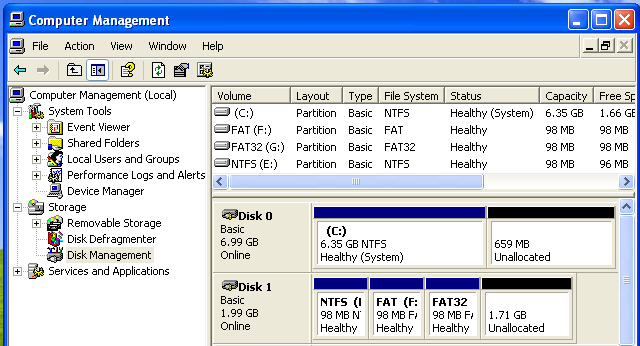 Computer Management
File Action View Window Help
Computer Management (Local)
System Tools
Event Viewer
Shared Folders
Local Users and Groups
Performance Logs and Alerts
Device Manager
Storage
Removable Storage
Disk Defragmenter
Disk Management
Services and Applications
Volume Layout Type File System Status Capacity Free Sp
(C:) Partition Basic NTFS Healthy (System) 6.35 GB 1.66 G
FAT (F:) Partition Basic FAT Healthy 98 MB 98 MB
FAT32 (G:) Partition Basic FAT32 Healthy 98 MB 98 MB
NTFS (E:) Partition Basic NTFS Healthy 98 MB 96 MB
Disk 0
Basic
6.99 GB
Online
(C:)
6.35 GB NTFS
Healthy (System)
659 MB
Unallocated
Disk 1
Basic
1.99 GB
Online
NTFS (
98 MB N
Healthy
FAT (F:
98 MB F
Healthy
FAT32
98 MB F
Healthy
1.71 GB
Unallocated